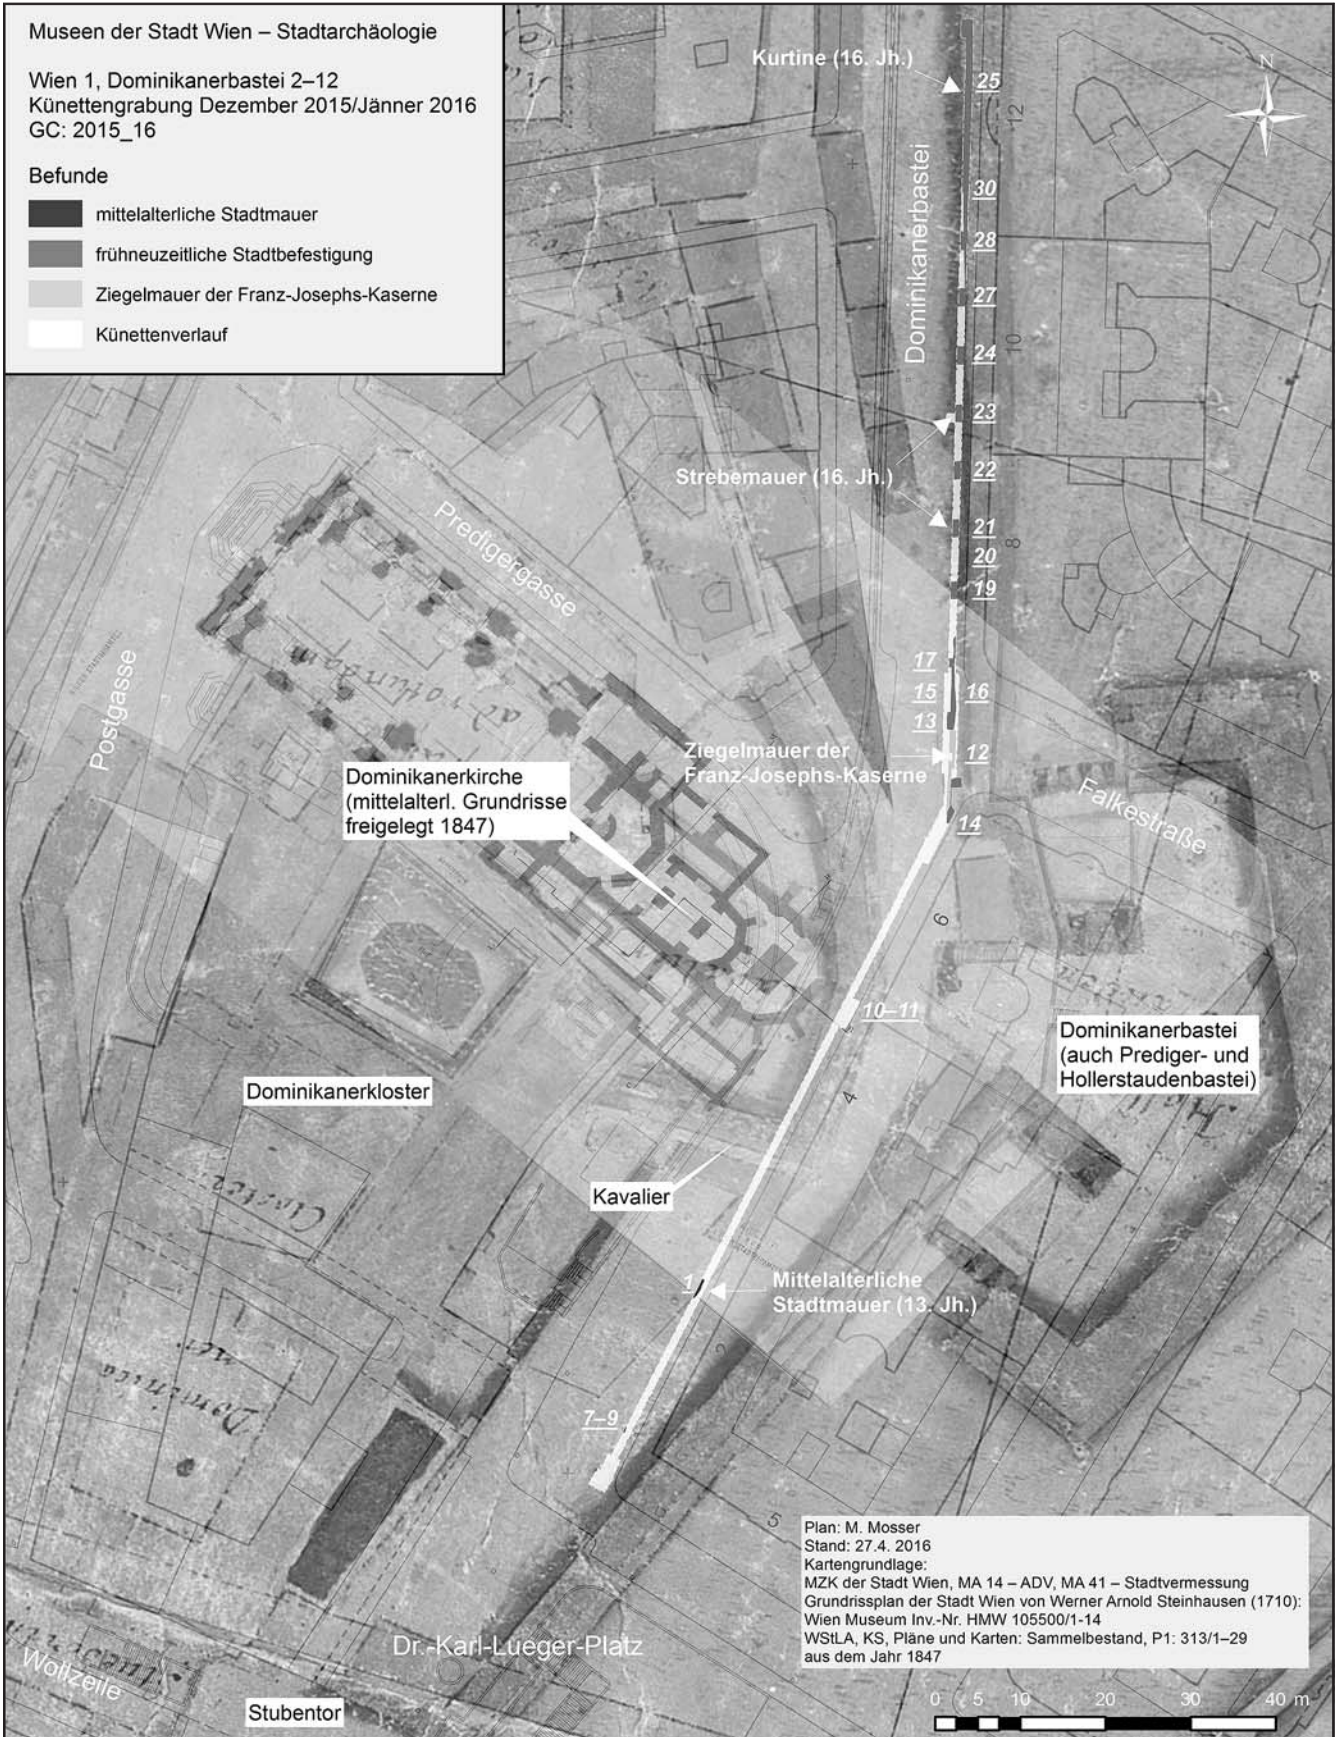 Museen der Stadt Wien – Stadtarchäologie
Wien 1, Dominikanerbastei 2–12
Künettengrabung Dezember 2015/Jänner 2016
GC: 2015_16
Befunde
mittelalterliche Stadtmauer
frühneuzeitliche Stadtbefestigung
Ziegelmauer der Franz-Josephs-Kaserne
Künettenverlauf
Kurtine (16. Jh.)
25
12
N
Dominikanerbastei
30
28
27
24
10
23
Strebemauer (16. Jh.)
22
21
20
8
19
Predigergasse
ad rotundam
Postgasse
17
15
16
13
Ziegelmauer der
Franz-Josephs-Kaserne
12
14
Falkestraße
Dominikanerkirche
(mittelalterl. Grundrisse
freigelegt 1847)
6
10–11
Dominikanerbastei
(auch Prediger- und
Hollerstaudenbastei)
4
Dominikanerkloster
Kavalier
1
Mittelalterliche
Stadtmauer (13. Jh.)
2
Dominica
ner
7–9
5
Plan: M. Mosser
Stand: 27.4. 2016
Kartengrundlage:
MZK der Stadt Wien, MA 14 – ADV, MA 41 – Stadtvermessung
Grundrissplan der Stadt Wien von Werner Arnold Steinhausen (1710):
Wien Museum Inv.-Nr. HMW 105500/1-14
WStLA, KS, Pläne und Karten: Sammelbestand, P1: 313/1–29
aus dem Jahr 1847
Dr.-Karl-Lueger-Platz
Wollzeile
Stubentor
0 5 10 20 30 40 m